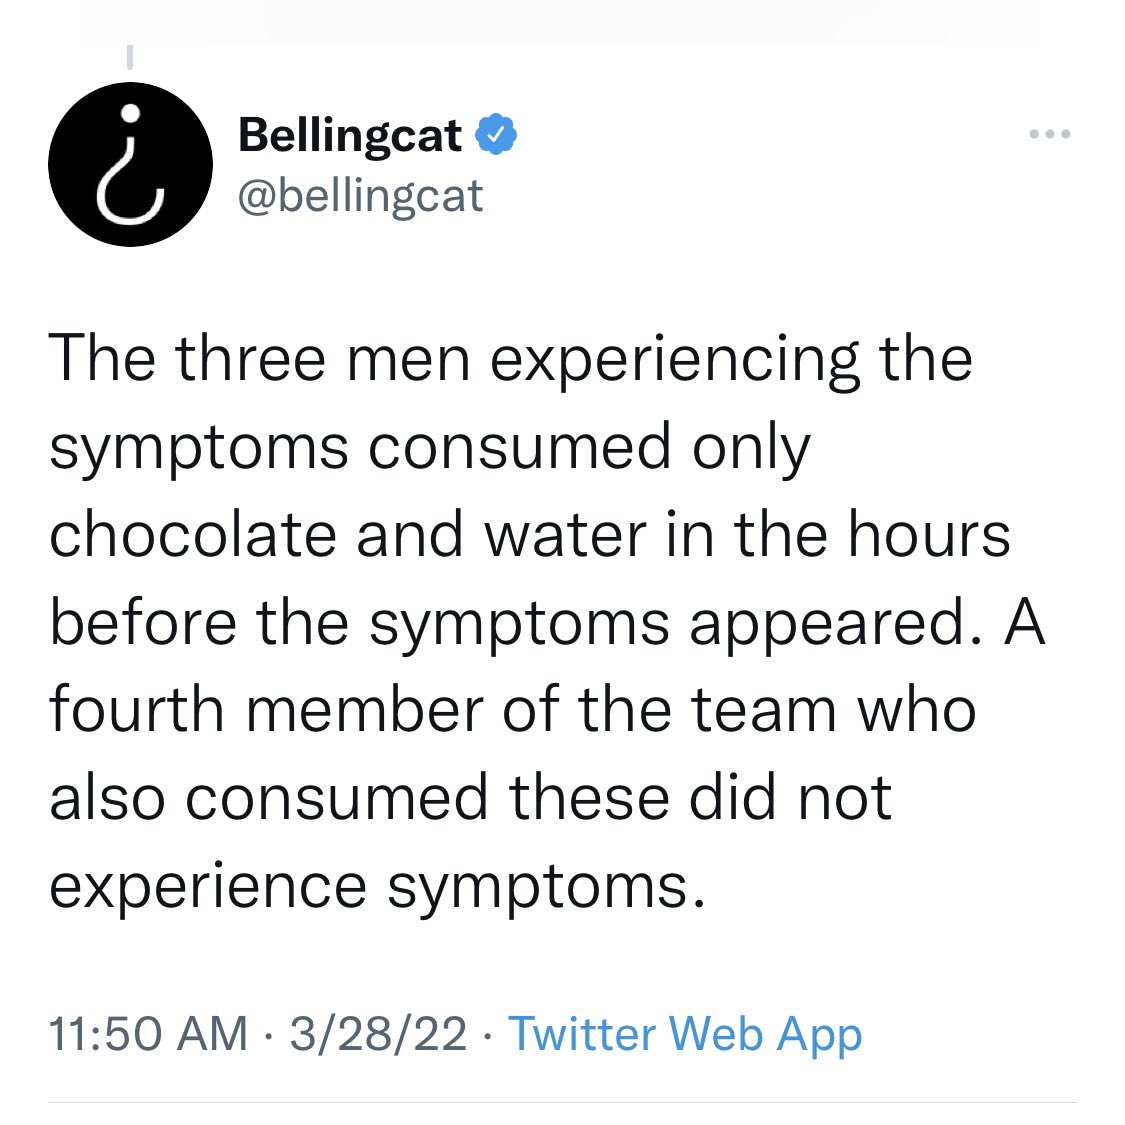 Bellingcat
@bellingcat
The three men experiencing the
symptoms consumed only
chocolate and water in the hours
before the symptoms appeared. A
fourth member of the team who
also consumed these did not
experience symptoms.
11:50 AM · 3/28/22 · Twitter Web App